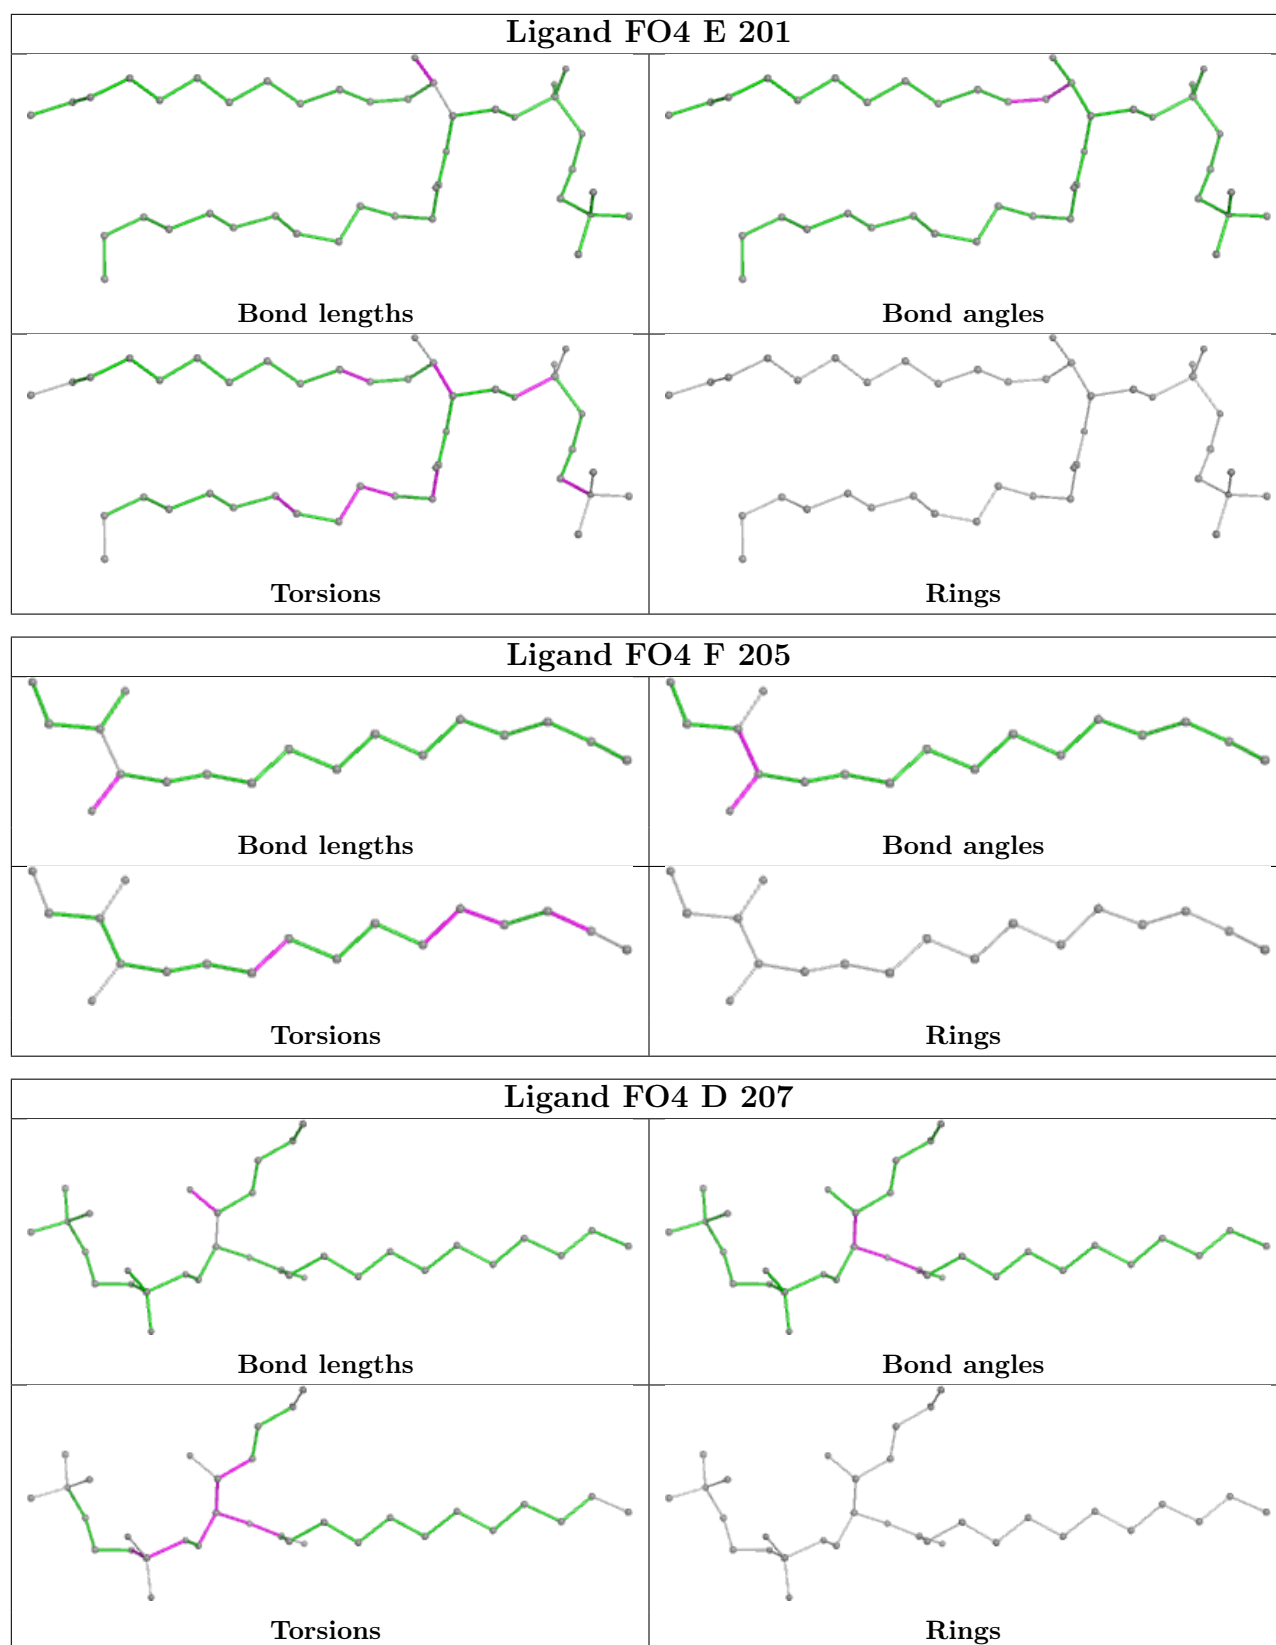 Ligand FO4 E 201
Bond lengths
Bond angles
Torsions
Rings
Ligand FO4 F 205
Bond lengths
Bond angles
Torsions
Rings
Ligand FO4 D 207
Bond lengths
Bond angles
Torsions
Rings